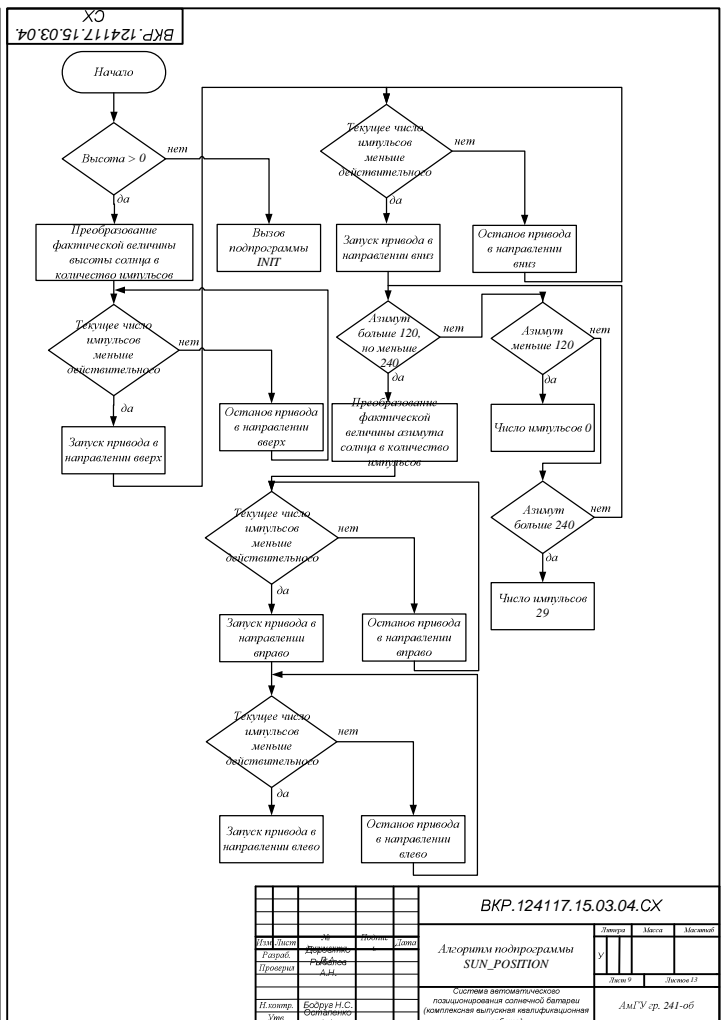 ВКР.124117.15.03.04.
СХ
Начало
Высота > 0
нет
да
Преобразование
фактической величины
высоты солнца в
количество импульсов
Вызов
подпрограммы
INIT
Текущее число
импульсов
меньше
действительного
нет
да
Запуск привода в
направлении вверх
Останов привода
в направлении
вверх
Текущее число
импульсов
меньше
действительного
нет
да
Запуск привода в
направлении вниз
Останов привода
в направлении
вниз
Азимут
больше 120,
но меньше
240
нет
да
Азимут
меньше 120
нет
да
Число импульсов 0
Преобразование
фактической
величины азимута
солнца в количество
импульсов
Азимут
больше 240
нет
да
Число импульсов
29
Текущее число
импульсов
меньше
действительного
нет
да
Запуск привода в
направлении
вправо
Останов привода
в направлении
вправо
Текущее число
импульсов
меньше
действительного
нет
да
Запуск привода в
направлении влево
Останов привода
в направлении
влево
ВКР.124117.15.03.04.СХ
Изм Лист № Дата
Разраб.
Проверил А.Н.
Н.контр. Бодруг Н.С.
Утв. Остапенко
Алгоритм подпрограммы
SUN_POSITION
Литера Масса Масштаб
У
Лист 9 Листов 13
Система автоматического
позиционирования солнечной батареи
(комплексная выпускная квалификационная
АмГУ гр. 241-об